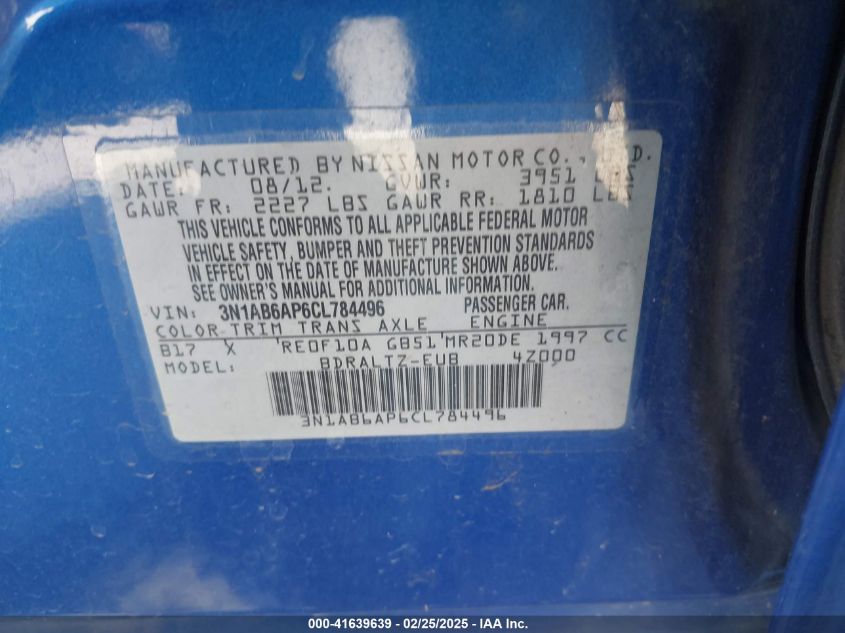 MANUFACTURED BY NISSAN MOTOR CO.,
DATE: 08/12. GVWR: 3951
GAWR FR: 2227 LBS GAWR RR: 1810 LBS
THIS VEHICLE CONFORMS TO ALL APPLICABLE FEDERAL MOTOR
VEHICLE SAFETY, BUMPER AND THEFT PREVENTION STANDARDS
IN EFFECT ON THE DATE OF MANUFACTURE SHOWN ABOVE.
SEE OWNER'S MANUAL FOR ADDITIONAL INFORMATION.
VIN: 3N1AB6AP6CL784496 PASSENGER CAR.
COLOR TRIM TRANS AXLE ENGINE
B17 X RE0F10A GB51 MR20DE 1997 CC
MODEL: BDRALTZ-EUB 4Z000
3N1AB6AP6CL784496
000-41639639 - 02/25/2025 - IAA Inc.